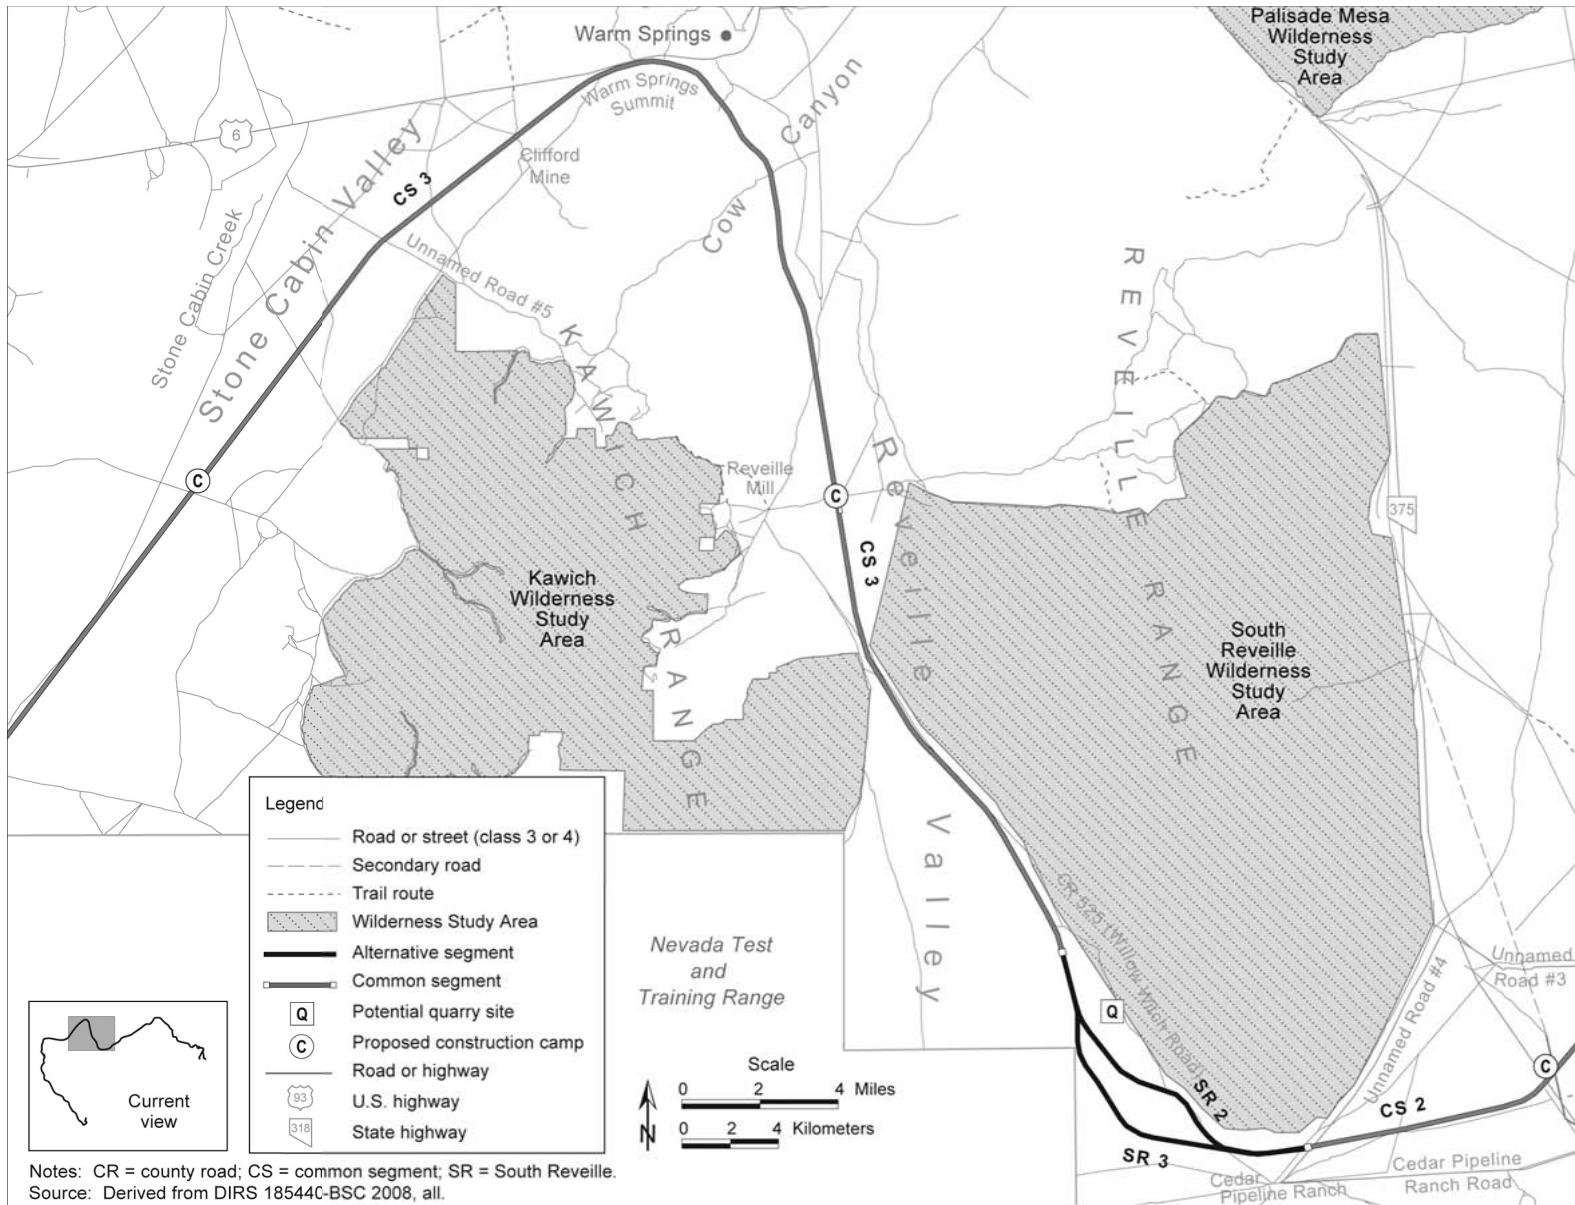 Palisade Mesa
Wilderness
Study
Area
Warm Springs
Warm Springs
Summit
Cow Canyon
6
Clifford
Mine
Stone Cabin Valley
CS 3
Stone Cabin Creek
Unnamed Road #5
KAWICH RANGE
REVEILLE RANGE
Reveille
Mill
C
C
CS 3
Reveille Valley
375
Kawich
Wilderness
Study
Area
South
Reveille
Wilderness
Study
Area
CR 525 (Willow Witch Road)
Nevada Test
and
Training Range
Unnamed
Road #3
Unnamed Road #4
Q
C
SR 2
CS 2
SR 3
Cedar
Pipeline Ranch
Cedar Pipeline
Ranch Road
Legend
Road or street (class 3 or 4)
Secondary road
Trail route
Wilderness Study Area
Alternative segment
Common segment
Q Potential quarry site
C Proposed construction camp
Road or highway
93 U.S. highway
318 State highway
Current
view
Scale
0 2 4 Miles
0 2 4 Kilometers
N
Notes: CR = county road; CS = common segment; SR = South Reveille.
Source: Derived from DIRS 185440-BSC 2008, all.